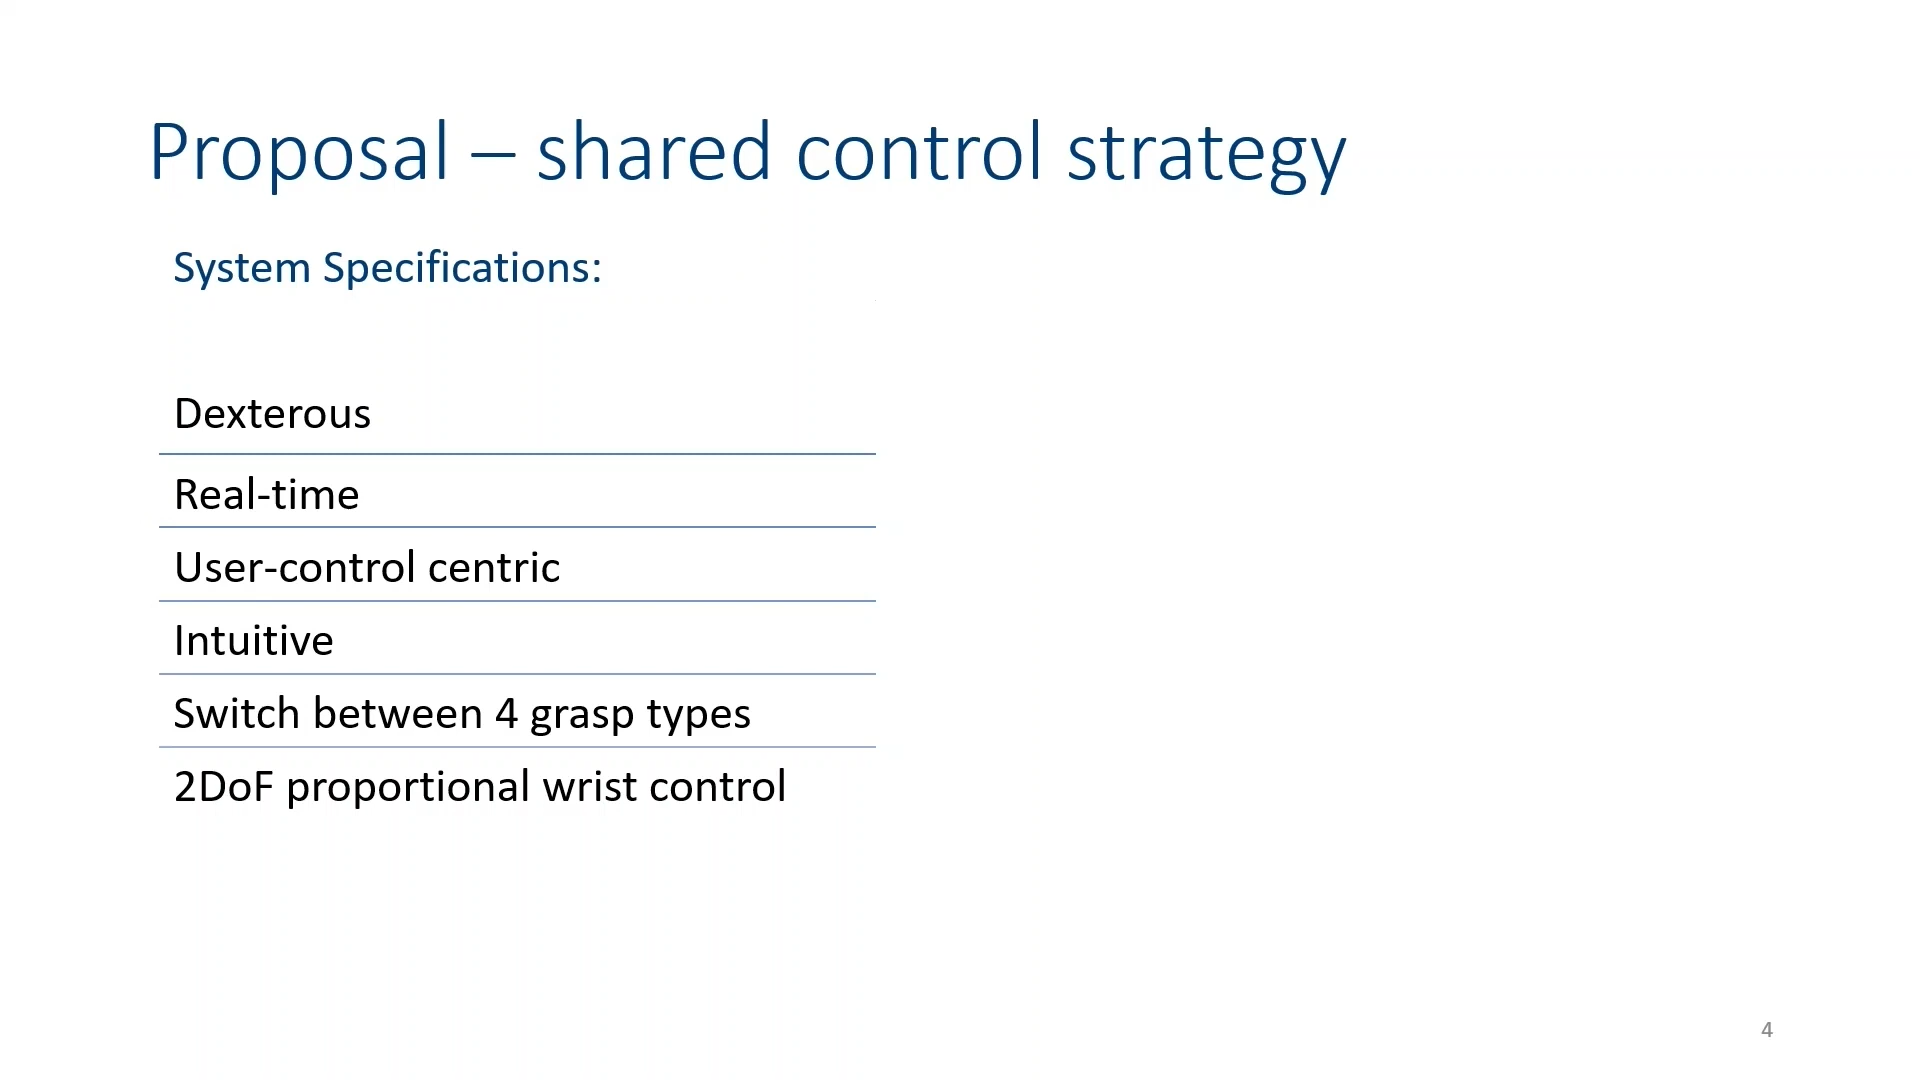 Proposal – shared control strategy
System Specifications:
Dexterous
Real-time
User-control centric
Intuitive
Switch between 4 grasp types
2DoF proportional wrist control
4